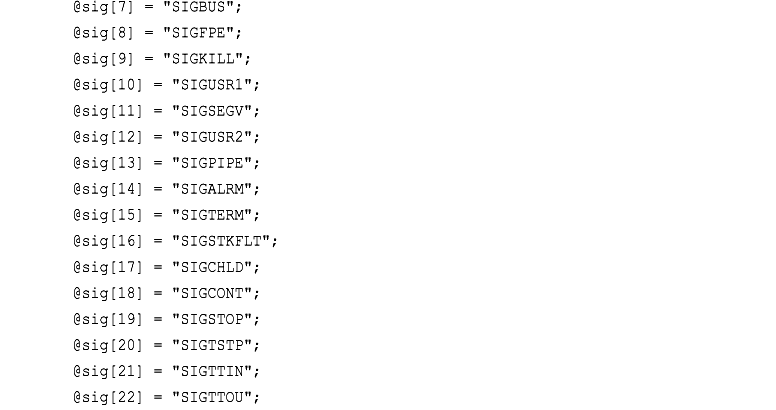 @sig[7] = "SIGBUS";
@sig[8] = "SIGFPE";
@sig[9] = "SIGKILL";
@sig[10] = "SIGUSR1";
@sig[11] = "SIGSEGV";
@sig[12] = "SIGUSR2";
@sig[13] = "SIGPIPE";
@sig[14] = "SIGALRM";
@sig[15] = "SIGTERM";
@sig[16] = "SIGSTKFLT";
@sig[17] = "SIGCHLD";
@sig[18] = "SIGCONT";
@sig[19] = "SIGSTOP";
@sig[20] = "SIGTSTP";
@sig[21] = "SIGTTIN";
@sig[22] = "SIGTTOU";